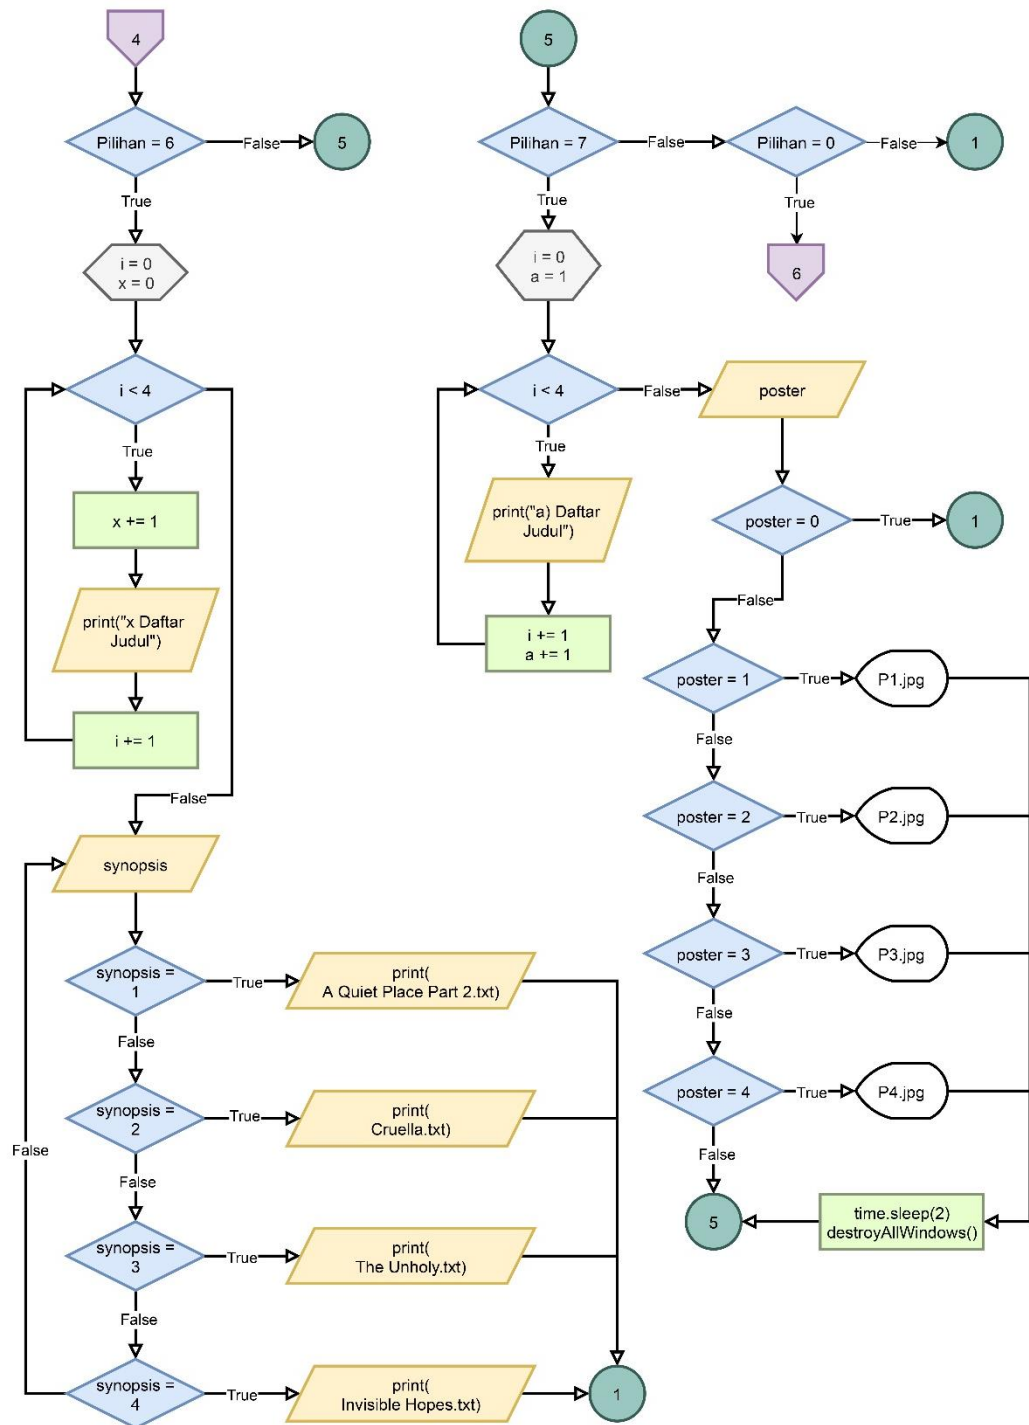 4
Pilihan = 6
False
5
True
i = 0
x = 0
i < 4
True
x += 1
print("x Daftar
Judul")
i += 1
False
synopsis
synopsis =
1
True
print(
A Quiet Place Part 2.txt)
False
synopsis =
2
True
print(
Cruella.txt)
False
False
synopsis =
3
True
print(
The Unholy.txt)
False
synopsis =
4
True
print(
Invisible Hopes.txt)
1
5
Pilihan = 7
False
Pilihan = 0
False
1
True
True
6
i = 0
a = 1
i < 4
False
poster
True
print("a) Daftar
Judul")
i += 1
a += 1
poster = 0
True
1
False
poster = 1
True
P1.jpg
False
poster = 2
True
P2.jpg
False
poster = 3
True
P3.jpg
False
poster = 4
True
P4.jpg
False
5
time.sleep(2)
destroyAllWindows()